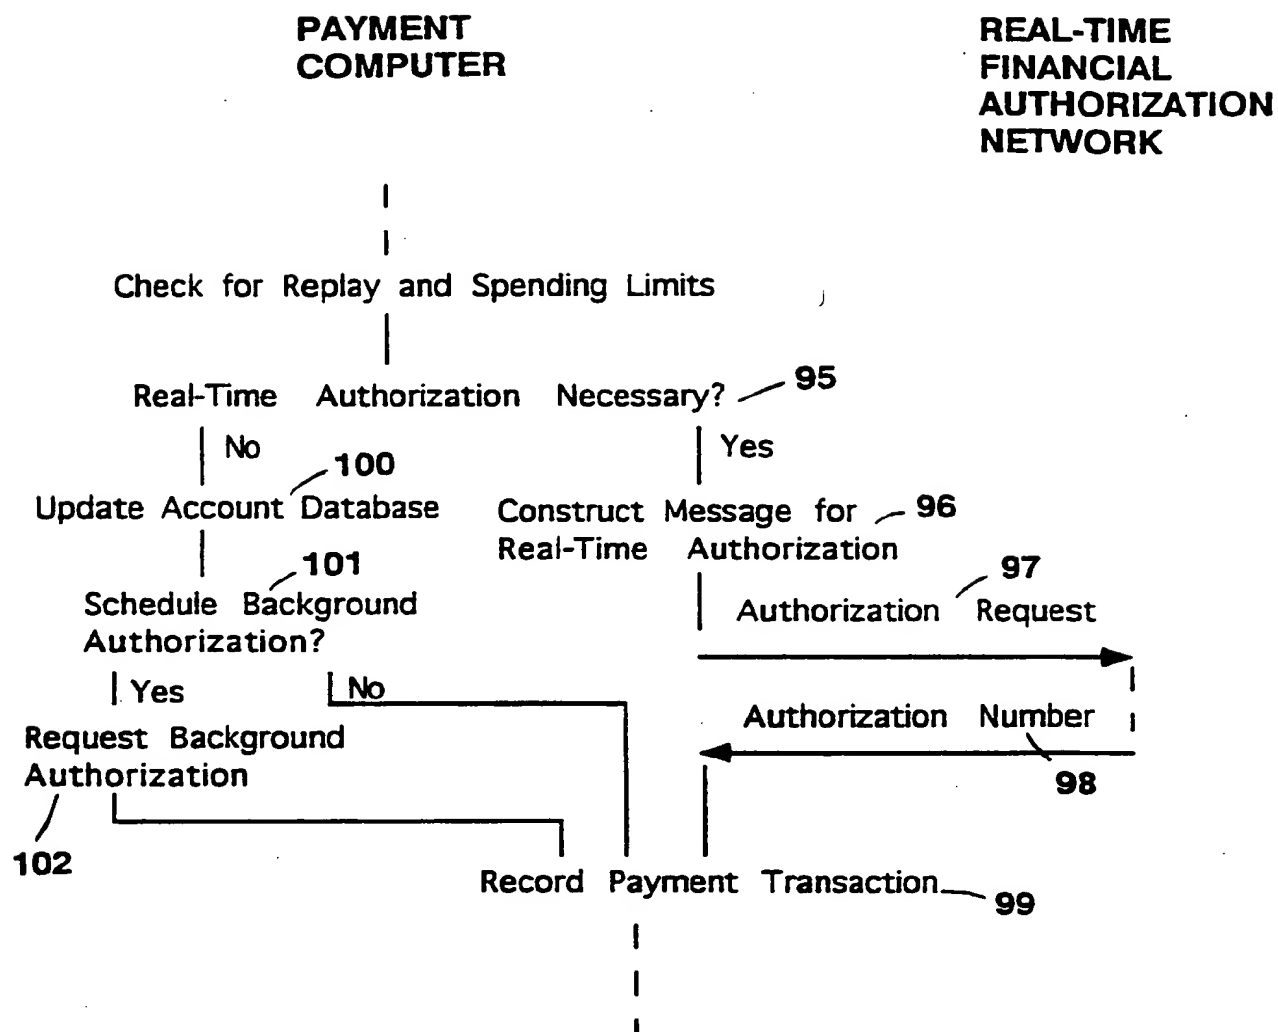 PAYMENT
COMPUTER
REAL-TIME
FINANCIAL
AUTHORIZATION
NETWORK
Check for Replay and Spending Limits
Real-Time Authorization Necessary?
95
No
Yes
100
Update Account Database
Construct Message for
Real-Time Authorization
96
101
Schedule Background
Authorization?
97
Authorization Request
Yes
No
Authorization Number
98
Request Background
Authorization
102
Record Payment Transaction
99